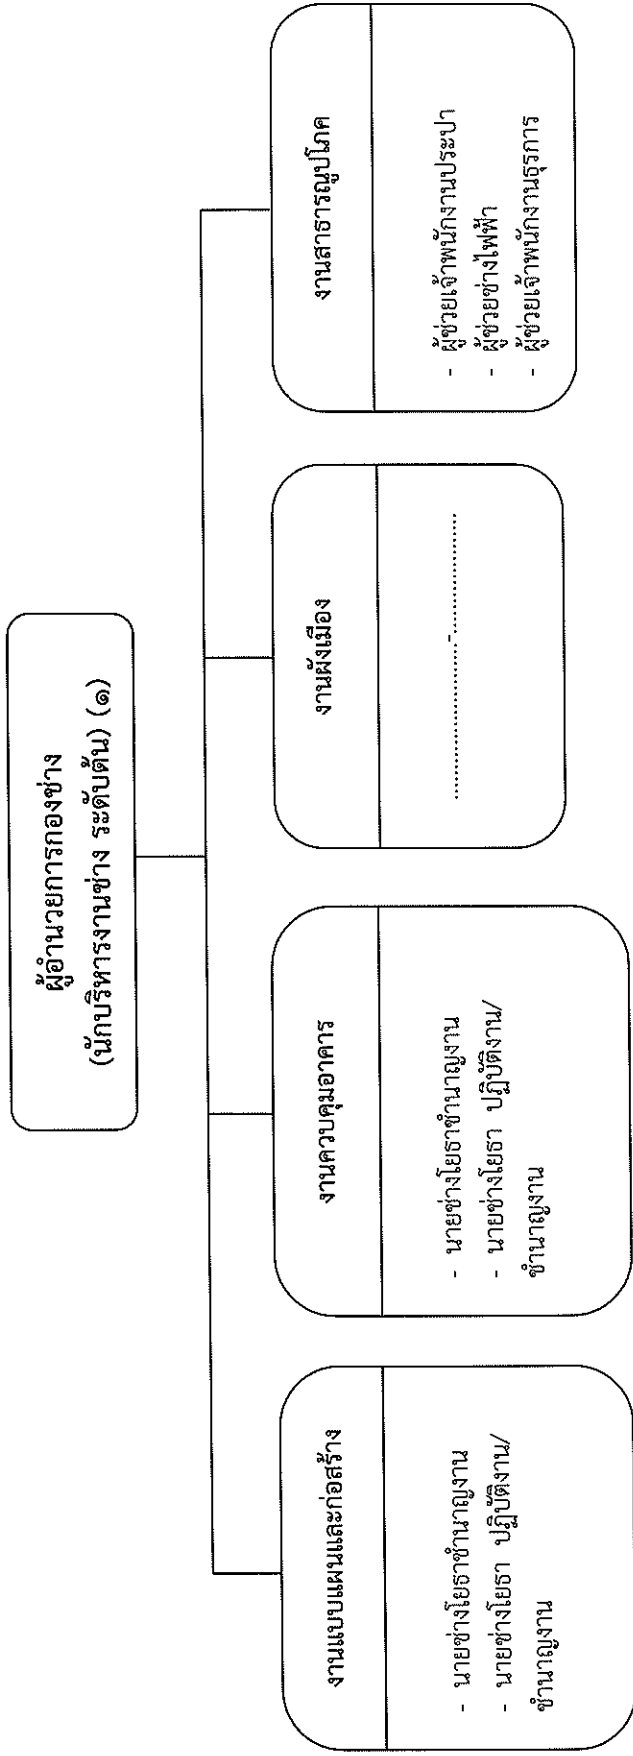 ผู้อำนวยการกองช่าง
(นักบริหารงานช่าง ระดับต้น) (๑)
งานแบบแผนและก่อสร้าง
- นายช่างโยธาชำนาญงาน
- นายช่างโยธา ปฏิบัติงาน/
ชำนาญงาน
งานควบคุมอาคาร
- นายช่างโยธาชำนาญงาน
- นายช่างโยธา ปฏิบัติงาน/
ชำนาญงาน
งานผังเมือง
................................-..........................
งานสาธารณูปโภค
- ผู้ช่วยเจ้าพนักงานประปา
- ผู้ช่วยช่างไฟฟ้า
- ผู้ช่วยเจ้าพนักงานธุรการ